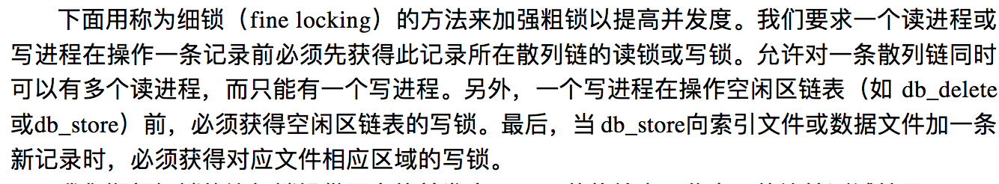 下面用称为细锁（fine locking）的方法来加强粗锁以提高并发度。我们要求一个读进程或
写进程在操作一条记录前必须先获得此记录所在散列链的读锁或写锁。允许对一条散列链同时
可以有多个读进程，而只能有一个写进程。另外，一个写进程在操作空闲区链表（如 db_delete
或db_store）前，必须获得空闲区链表的写锁。最后，当 db_store向索引文件或数据文件加一条
新记录时，必须获得对应文件相应区域的写锁。